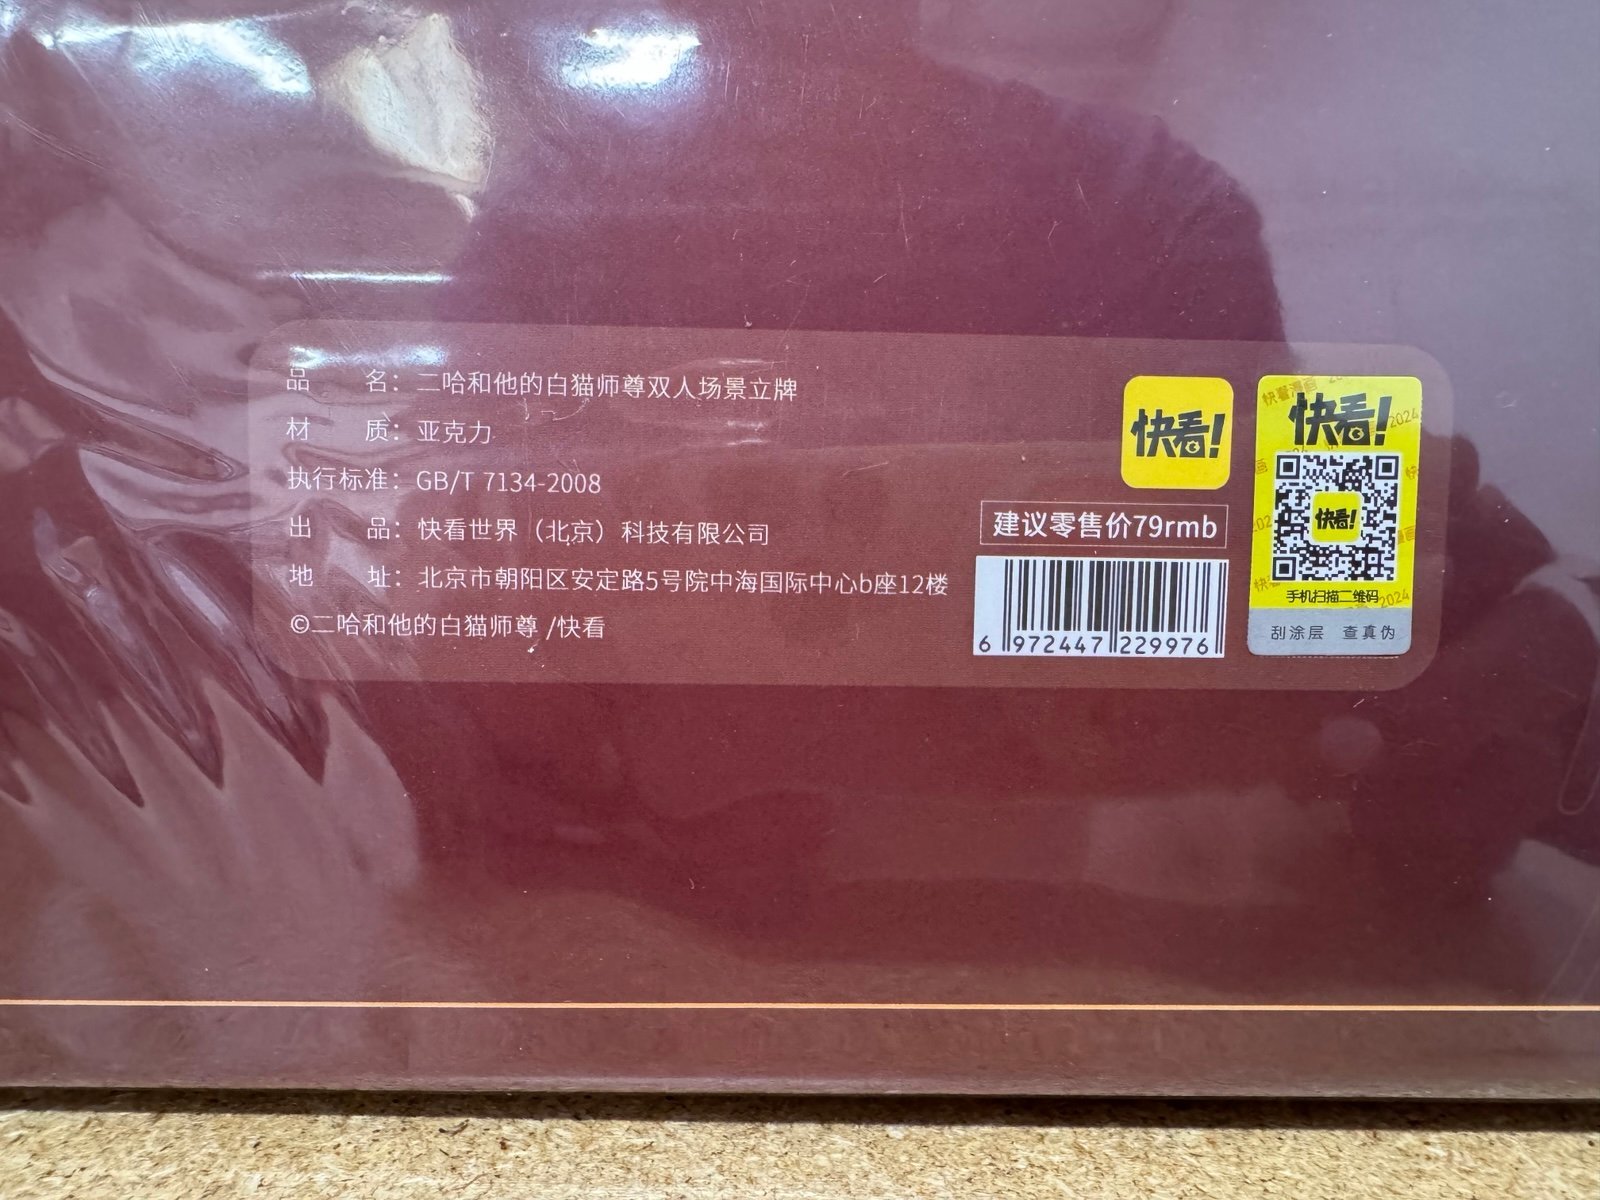 品名：二哈和他的白猫师尊双人场景立牌
材质：亚克力
执行标准：GB/T 7134-2008
出品：快看世界（北京）科技有限公司
地址：北京市朝阳区安定路5号院中海国际中心b座12楼
©二哈和他的白猫师尊 /快看
快看!
建议零售价79rmb
6 972447 229976
快看!
快看!
手机扫描二维码
刮涂层 查真伪